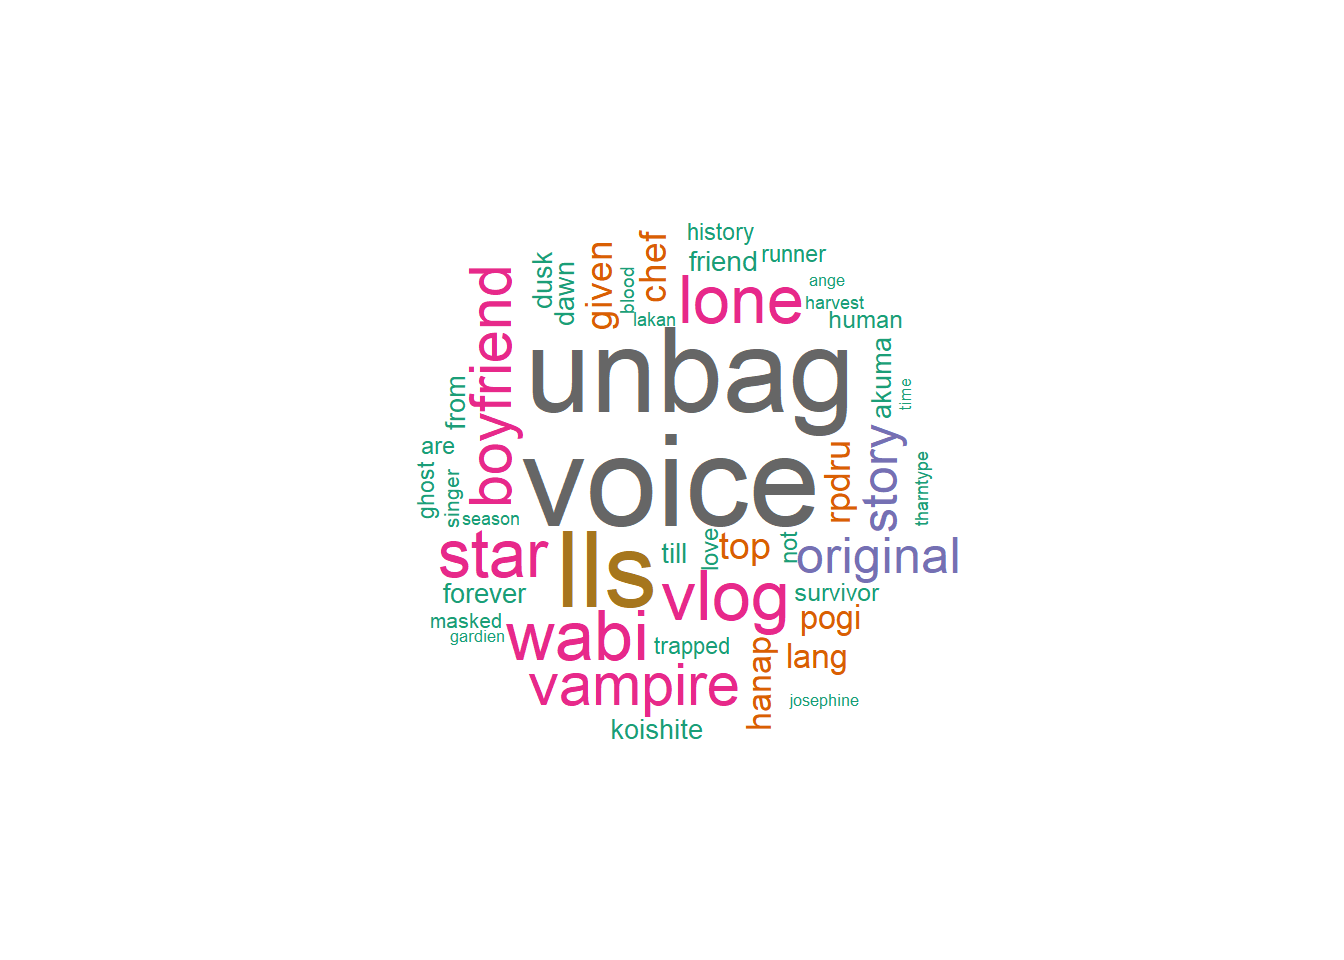 history
friend
runner
chef
given
dusk
dawn
blood
lakan
lone
ange
harvest
human
boyfriend
unbag
akuma
time
from
are
voice
rpdru
story
tharntype
ghost
singer
season
star
lls
till
love
top
not
original
forever
vlog
survivor
masked
gardien
wabi
trapped
pogi
hanap
lang
vampire
josephine
koishite